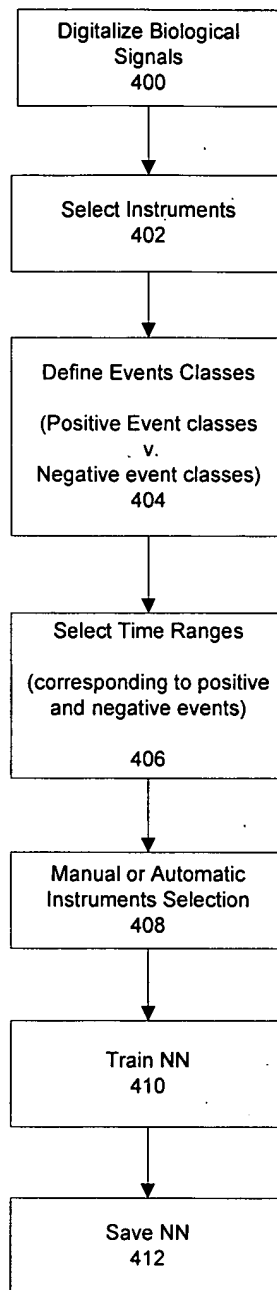 Digitalize Biological
Signals
400
Select Instruments
402
Define Events Classes
(Positive Event classes
v.
Negative event classes)
404
Select Time Ranges
(corresponding to positive
and negative events)
406
Manual or Automatic
Instruments Selection
408
Train NN
410
Save NN
412